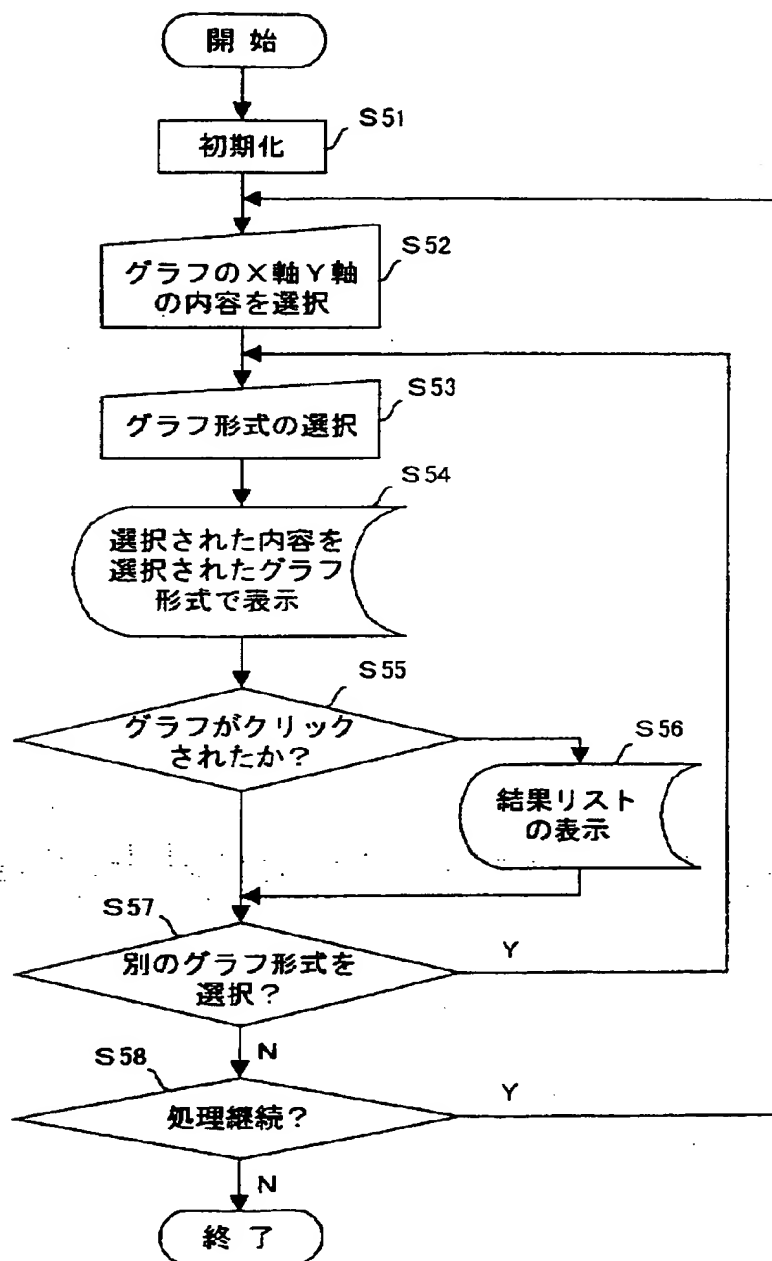 開始
S51
初期化
S52
グラフのX軸Y軸
の内容を選択
S53
グラフ形式の選択
S54
選択された内容を
選択されたグラフ
形式で表示
S55
グラフがクリック
されたか?
S56
結果リスト
の表示
S57
別のグラフ形式を
選択?
Y
N
S58
処理継続?
Y
N
終了